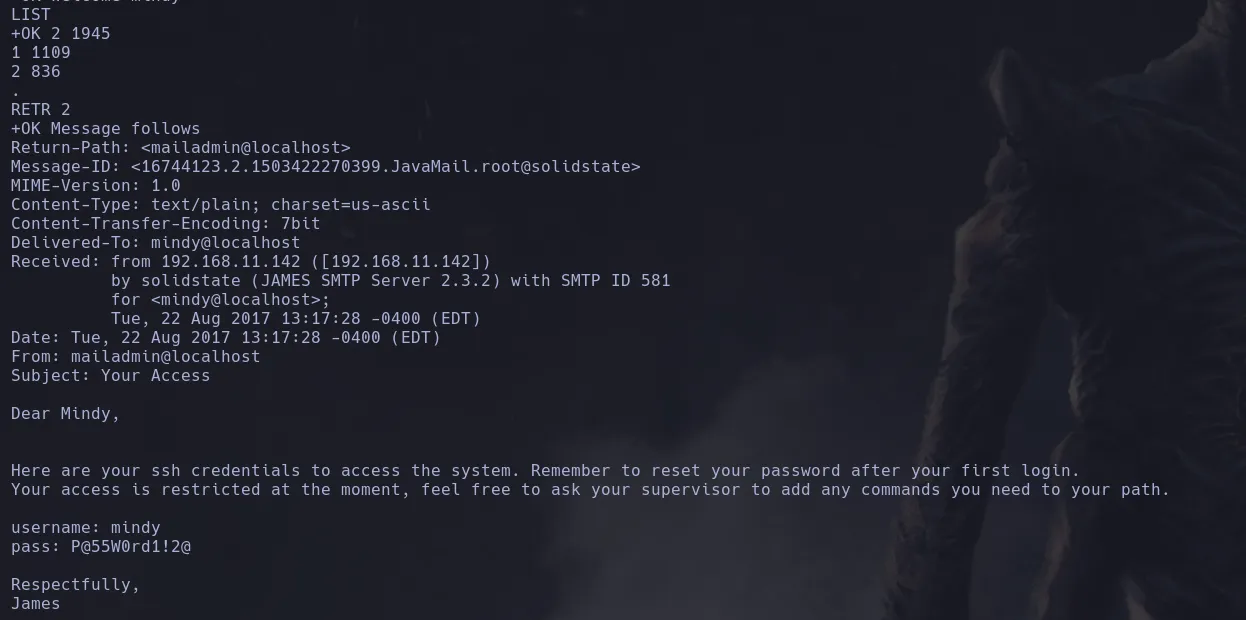 LIST
+OK 2 1945
1 1109
2 836
.
RETR 2
+OK Message follows
Return-Path: <mailadmin@localhost>
Message-ID: <16744123.2.1503422270399.JavaMail.root@solidstate>
MIME-Version: 1.0
Content-Type: text/plain; charset=us-ascii
Content-Transfer-Encoding: 7bit
Delivered-To: mindy@localhost
Received: from 192.168.11.142 ([192.168.11.142])
          by solidstate (JAMES SMTP Server 2.3.2) with SMTP ID 581
          for <mindy@localhost>;
          Tue, 22 Aug 2017 13:17:28 -0400 (EDT)
Date: Tue, 22 Aug 2017 13:17:28 -0400 (EDT)
From: mailadmin@localhost
Subject: Your Access
Dear Mindy,
Here are your ssh credentials to access the system. Remember to reset your password after your first login.
Your access is restricted at the moment, feel free to ask your supervisor to add any commands you need to your path.
username: mindy
pass: P@55W0rd1!2@
Respectfully,
James